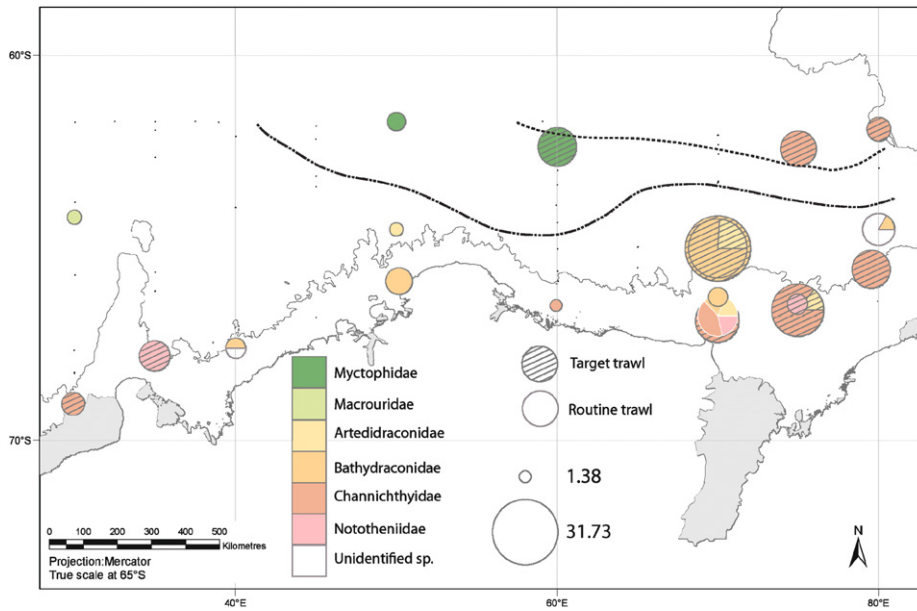 60°S
70°S
Myctophidae
Macrouridae
Artedidraconidae
Bathydraconidae
Channichthyidae
Nototheniidae
Unidentified sp.
Target trawl
Routine trawl
1.38
31.73
0 100 200 300 400 500
Kilometres
Projection:Mercator
True scale at 65°S
N
40°E 60°E 80°E